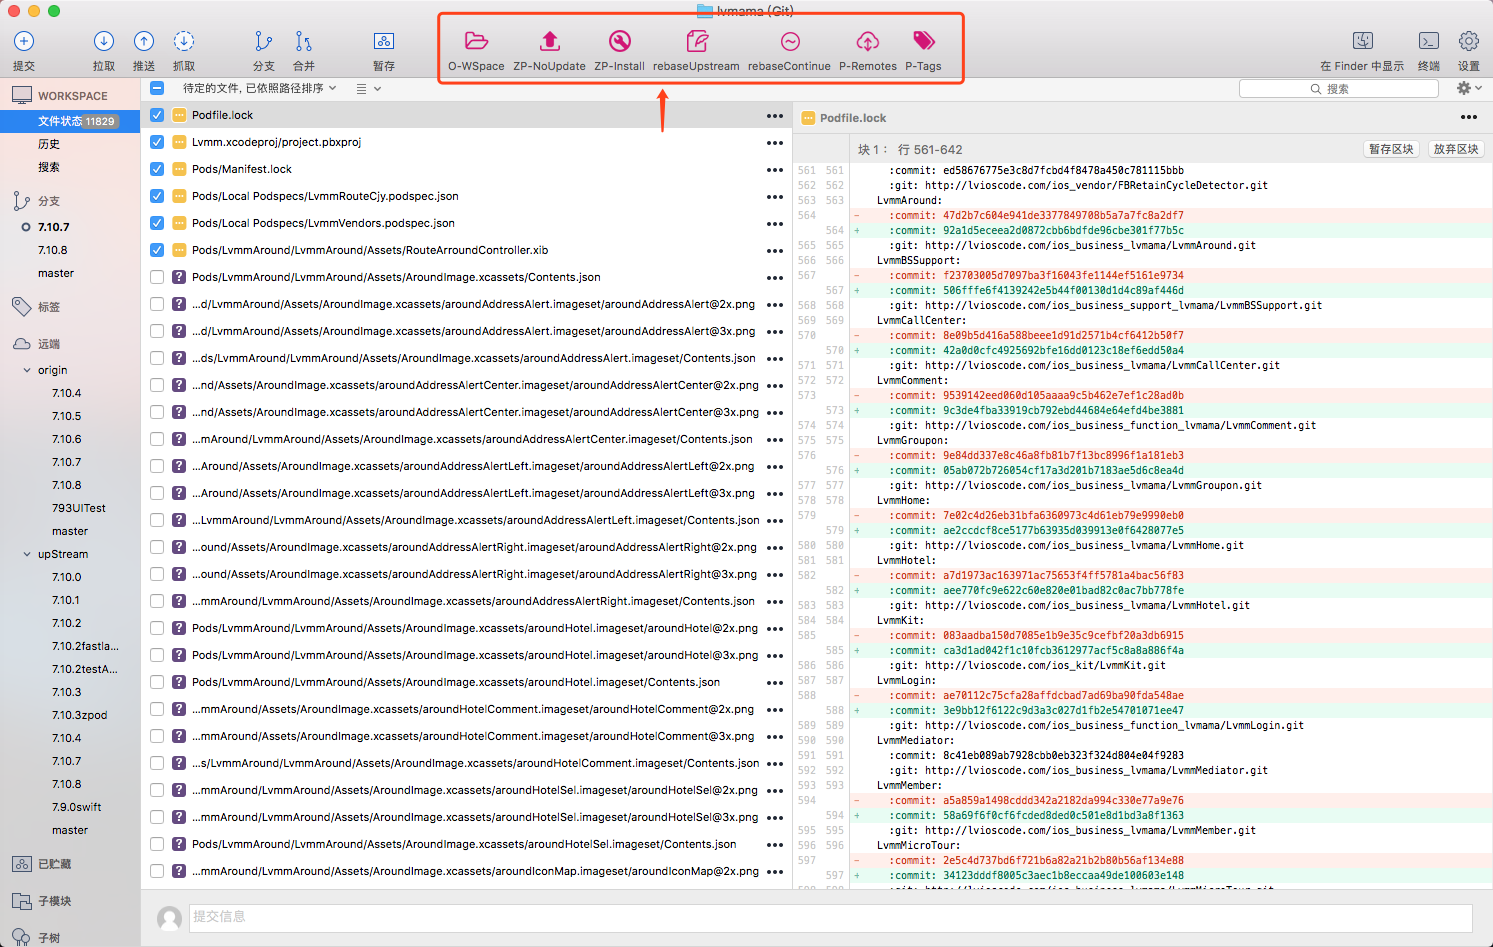 lvmama (Git)
提交
拉取
推送
抓取
分支
合并
暂存
O-WSpace
ZP-NoUpdate
ZP-Install
rebaseUpstream
rebaseContinue
P-Remotes
P-Tags
在 Finder 中显示
终端
设置
WORKSPACE
文件状态 11829
历史
搜索
分支
7.10.7
7.10.8
master
标签
远端
origin
7.10.4
7.10.5
7.10.6
7.10.7
7.10.8
793UITest
master
upStream
7.10.0
7.10.1
7.10.2
7.10.2fastla...
7.10.2testA...
7.10.3
7.10.3zpod
7.10.4
7.10.7
7.10.8
7.9.0swift
master
已贮藏
子模块
子树
待定的文件, 已依照路径排序
搜索
Podfile.lock
Lvmm.xcodeproj/project.pbxproj
Pods/Manifest.lock
Pods/Local Podspecs/LvmmRouteCjy.podspec.json
Pods/Local Podspecs/LvmmVendors.podspec.json
Pods/LvmmAround/LvmmAround/Assets/RouteArroundController.xib
Pods/LvmmAround/LvmmAround/Assets/AroundImage.xcassets/Contents.json
...d/LvmmAround/Assets/AroundImage.xcassets/aroundAddressAlert.imageset/aroundAddressAlert@2x.png
...d/LvmmAround/Assets/AroundImage.xcassets/aroundAddressAlert.imageset/aroundAddressAlert@3x.png
...ds/LvmmAround/LvmmAround/Assets/AroundImage.xcassets/aroundAddressAlert.imageset/Contents.json
...nd/Assets/AroundImage.xcassets/aroundAddressAlertCenter.imageset/aroundAddressAlertCenter@2x.png
...nd/Assets/AroundImage.xcassets/aroundAddressAlertCenter.imageset/aroundAddressAlertCenter@3x.png
...mAround/LvmmAround/Assets/AroundImage.xcassets/aroundAddressAlertCenter.imageset/Contents.json
...Around/Assets/AroundImage.xcassets/aroundAddressAlertLeft.imageset/aroundAddressAlertLeft@2x.png
...Around/Assets/AroundImage.xcassets/aroundAddressAlertLeft.imageset/aroundAddressAlertLeft@3x.png
...LvmmAround/LvmmAround/Assets/AroundImage.xcassets/aroundAddressAlertLeft.imageset/Contents.json
...ound/Assets/AroundImage.xcassets/aroundAddressAlertRight.imageset/aroundAddressAlertRight@2x.png
...ound/Assets/AroundImage.xcassets/aroundAddressAlertRight.imageset/aroundAddressAlertRight@3x.png
...mmAround/LvmmAround/Assets/AroundImage.xcassets/aroundAddressAlertRight.imageset/Contents.json
Pods/LvmmAround/LvmmAround/Assets/AroundImage.xcassets/aroundHotel.imageset/aroundHotel@2x.png
Pods/LvmmAround/LvmmAround/Assets/AroundImage.xcassets/aroundHotel.imageset/aroundHotel@3x.png
Pods/LvmmAround/LvmmAround/Assets/AroundImage.xcassets/aroundHotel.imageset/Contents.json
...mmAround/Assets/AroundImage.xcassets/aroundHotelComment.imageset/aroundHotelComment@2x.png
...mmAround/Assets/AroundImage.xcassets/aroundHotelComment.imageset/aroundHotelComment@3x.png
...s/LvmmAround/LvmmAround/Assets/AroundImage.xcassets/aroundHotelComment.imageset/Contents.json
...mmAround/LvmmAround/Assets/AroundImage.xcassets/aroundHotelSel.imageset/aroundHotelSel@2x.png
...mmAround/LvmmAround/Assets/AroundImage.xcassets/aroundHotelSel.imageset/aroundHotelSel@3x.png
Pods/LvmmAround/LvmmAround/Assets/AroundImage.xcassets/aroundHotelSel.imageset/Contents.json
...mmAround/LvmmAround/Assets/AroundImage.xcassets/aroundIconMap.imageset/aroundIconMap@2x.png
Podfile.lock
块 1： 行 561-642
暂存区块
放弃区块
561 561 :commit: ed58676775e3c8d7fcbd4f8478a450c781115bbb
562 562 :git: http://lvioscode.com/ios_vendor/FBRetainCycleDetector.git
563 563 LvmmAround:
564 - :commit: 47d2b7c604e941de3377849708b5a7a7fc8a2df7
564 + :commit: 92a1d5eceea2d0872cbb6bdfde96cbe301f77b5c
565 565 :git: http://lvioscode.com/ios_business_lvmama/LvmmAround.git
566 566 LvmmBSSupport:
567 - :commit: f23703005d7097ba3f16043fe1144ef5161e9734
567 + :commit: 506fffe6f4139242e5b44f00130d1d4c89af446d
568 568 :git: http://lvioscode.com/ios_business_support_lvmama/LvmmBSSupport.git
569 569 LvmmCallCenter:
570 - :commit: 8e09b5d416a588beee1d91d2571b4cf6412b50f7
570 + :commit: 42a0d0cfc4925692bfe16dd0123c18ef6edd50a4
571 571 :git: http://lvioscode.com/ios_business_lvmama/LvmmCallCenter.git
572 572 LvmmComment:
573 - :commit: 9539142eed060d105aaaa9c5b462e7ef1c28ad0b
573 + :commit: 9c3de4fba33919cb792ebd44684e64efd4be3881
574 574 :git: http://lvioscode.com/ios_business_function_lvmama/LvmmComment.git
575 575 LvmmGroupon:
576 - :commit: 9e84dd337e8c46a8fb81b7f13bc8996f1a181eb3
576 + :commit: 05ab072b726054cf17a3d201b7183ae5d6c8ea4d
577 577 :git: http://lvioscode.com/ios_business_lvmama/LvmmGroupon.git
578 578 LvmmHome:
579 - :commit: 7e02c4d26eb31bfa6360973c4d61eb79e9990eb0
579 + :commit: ae2ccdcf8ce5177b63935d039913e0f6428077e5
580 580 :git: http://lvioscode.com/ios_business_lvmama/LvmmHome.git
581 581 LvmmHotel:
582 - :commit: a7d1973ac163971ac75653f4ff5781a4bac56f83
582 + :commit: aee770fc9e622c60e820e01bad82c0ac7bb778fe
583 583 :git: http://lvioscode.com/ios_business_lvmama/LvmmHotel.git
584 584 LvmmKit:
585 - :commit: 083aadba150d7085e1b9e35c9cefbf20a3db6915
585 + :commit: ca3d1ad042f1c10fcb3612977acf5c8a8a886f4a
586 586 :git: http://lvioscode.com/ios_kit/LvmmKit.git
587 587 LvmmLogin:
588 - :commit: ae70112c75cfa28affdcbad7ad69ba90fda548ae
588 + :commit: 3e9bb12f6122c9d3a3c027d1fb2e54701071ee47
589 589 :git: http://lvioscode.com/ios_business_function_lvmama/LvmmLogin.git
590 590 LvmmMediator:
591 591 :commit: 8c41eb089ab7928cbb0eb323f324d804e04f9283
592 592 :git: http://lvioscode.com/ios_business_lvmama/LvmmMediator.git
593 593 LvmmMember:
594 - :commit: a5a859a1498cddd342a2182da994c330e77a9e76
594 + :commit: 58a69f6f0cf6fcded8ded0c501e8d1bd3a8f1363
595 595 :git: http://lvioscode.com/ios_business_lvmama/LvmmMember.git
596 596 LvmmMicroTour:
597 - :commit: 2e5c4d737bd6f721b6a82a21b2b80b56af134e88
597 + :commit: 34123dddf8005c3aec1b8eccaa49de100603e148
提交信息